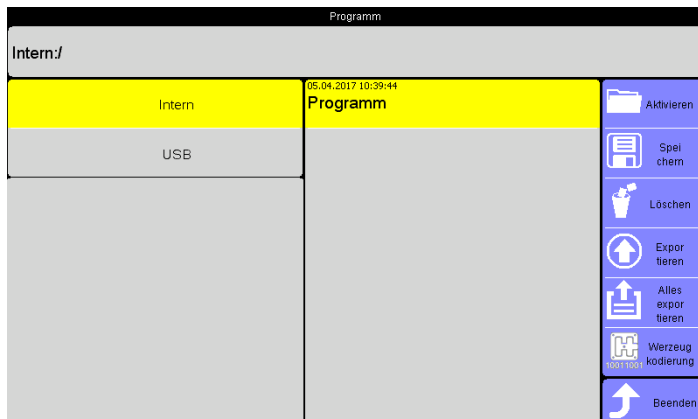 Programm
Intern:/
Intern
USB
05.04.2017 10:39:44
Programm
Aktivieren
Spei
chern
Löschen
Expor
tieren
Alles
expor
tieren
Werzeug
kodierung
10011001
Beenden